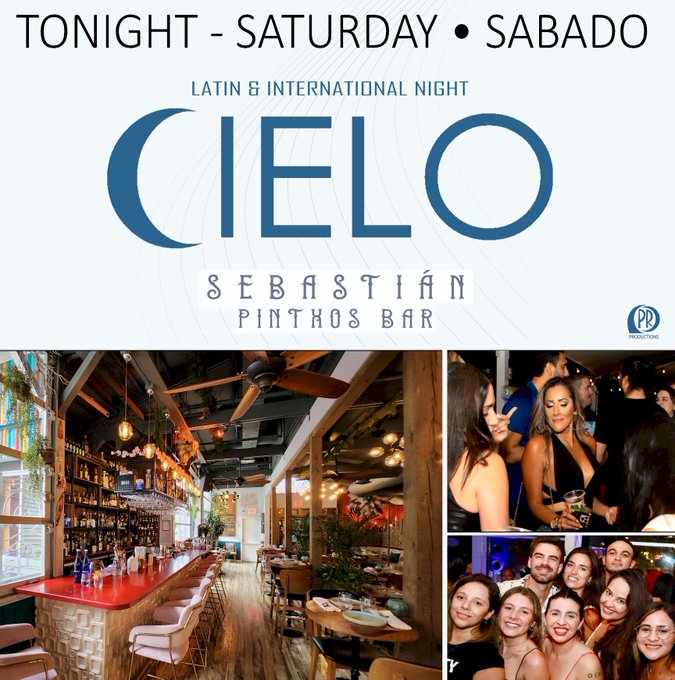 TONIGHT - SATURDAY • SABADO
LATIN & INTERNATIONAL NIGHT
CIELO
SEBASTIÁN
PINTXOS BAR
PR
PRODUCTIONS